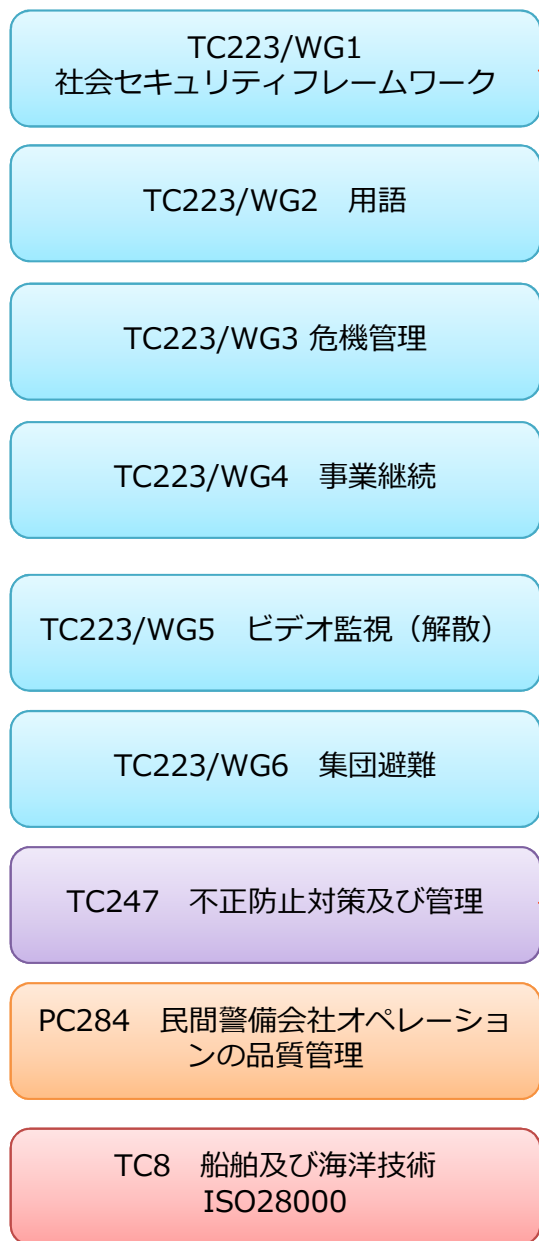 TC223/WG1
社会セキュリティフレームワーク
TC223/WG2　用語
TC223/WG3 危機管理
TC223/WG4　事業継続
TC223/WG5　ビデオ監視（解散）
TC223/WG6　集団避難
TC247　不正防止対策及び管理
PC284　民間警備会社オペレーショ
ンの品質管理
TC8　船舶及び海洋技術
ISO28000